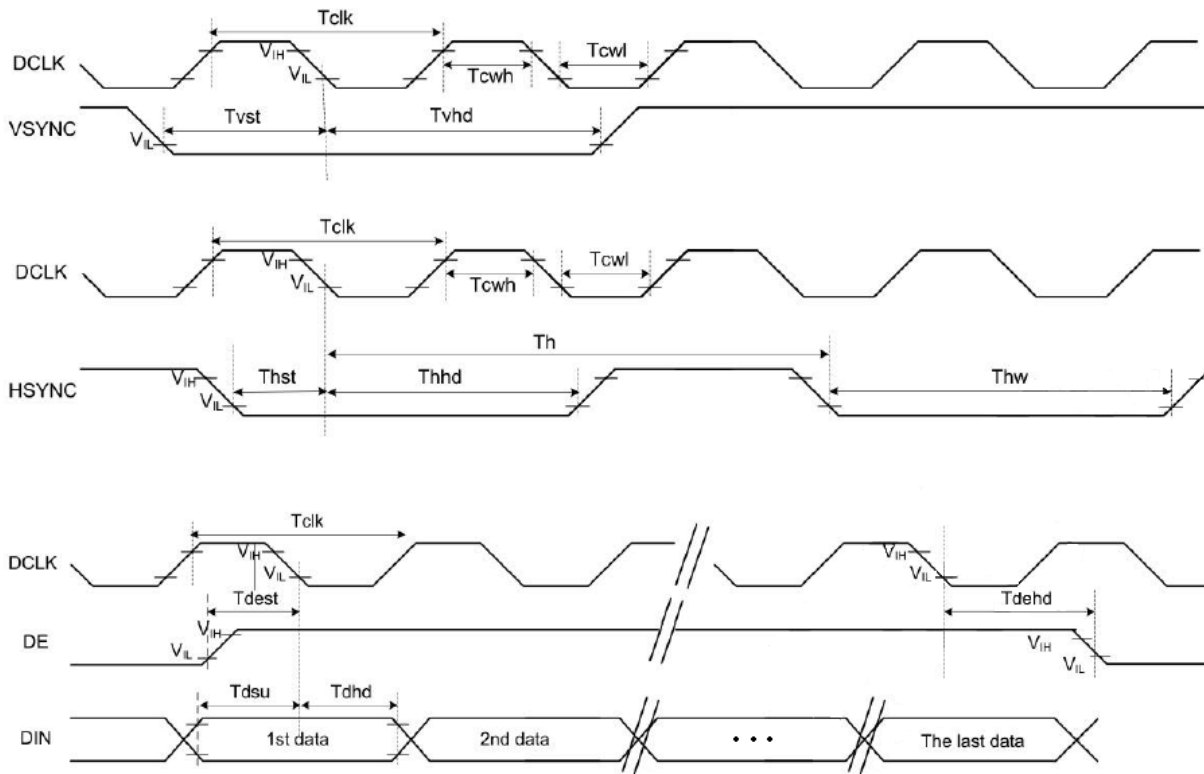 Tclk
DCLK VIH VIL Tcwh Tcwl
VSYNC VIL Tvst Tvhd
Tclk
DCLK VIH VIL Tcwh Tcwl
Th
HSYNC VIH VIL Thst Thhd Thw
Tclk
DCLK VIH VIL VIH VIL
Tdest Tdehd
DE VIH VIL VIH VIL
Tdsu Tdhd
DIN 1st data 2nd data • • • The last data